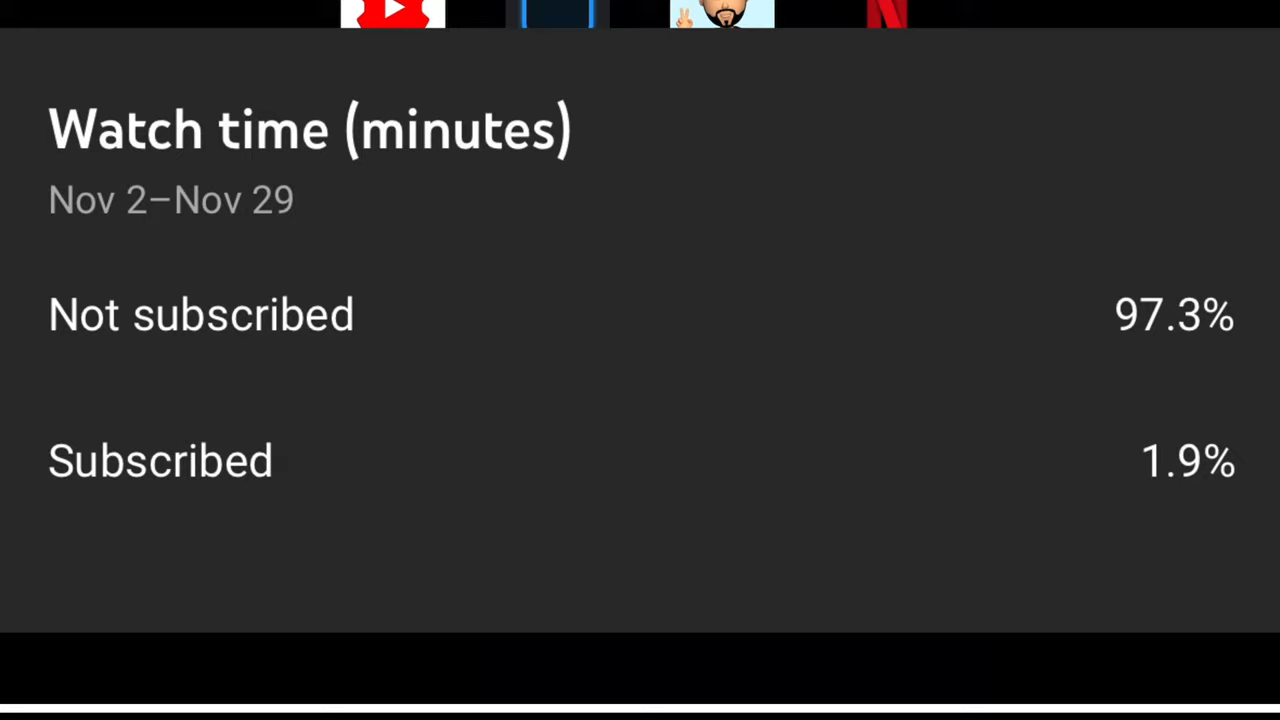 Watch time (minutes)
Nov 2–Nov 29
Not subscribed 97.3%
Subscribed 1.9%